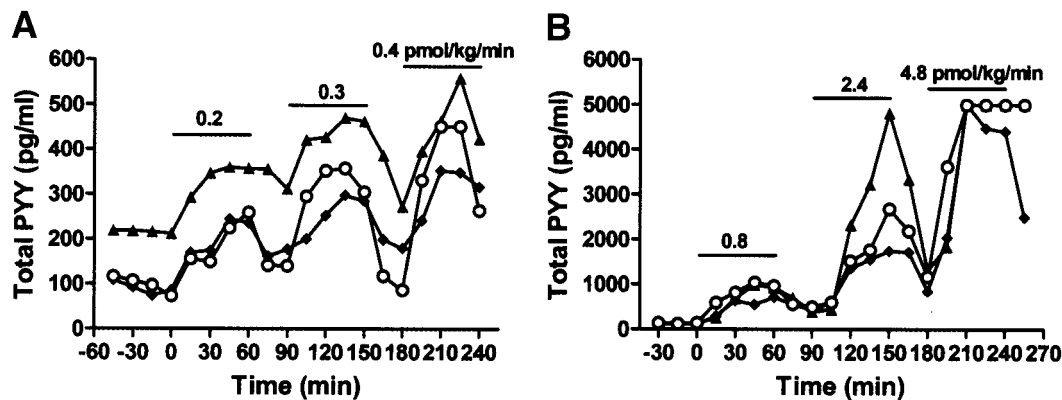 A
Total PYY (pg/ml)
600
500
400
300
200
100
0
0.2
0.3
0.4 pmol/kg/min
-60 -30 0 30 60 90 120 150 180 210 240
Time (min)
B
Total PYY (pg/ml)
6000
5000
4000
3000
2000
1000
0
0.8
2.4
4.8 pmol/kg/min
-30 0 30 60 90 120 150 180 210 240 270
Time (min)